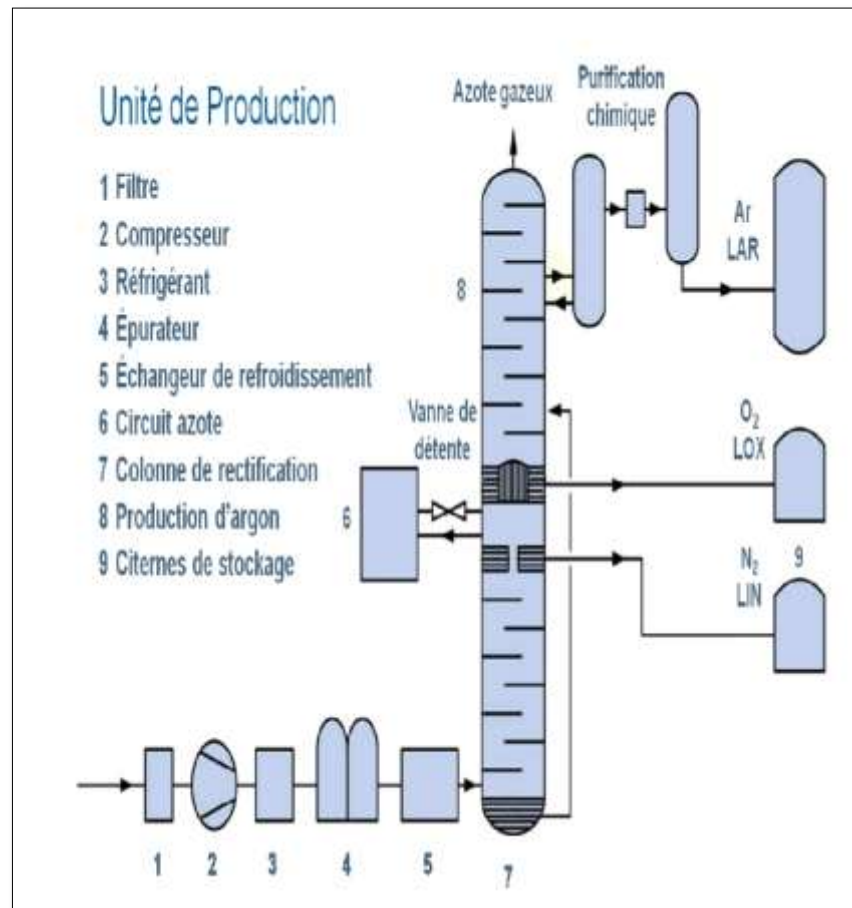 Unité de Production
1 Filtre
2 Compresseur
3 Réfrigérant
4 Épurateur
5 Échangeur de refroidissement
6 Circuit azote
7 Colonne de rectification
8 Production d'argon
9 Citernes de stockage
Azote gazeux
Purification
chimique
Ar
LAR
8
Vanne de
détente
O₂
LOX
6
N₂
LIN
9
1
2
3
4
5
7